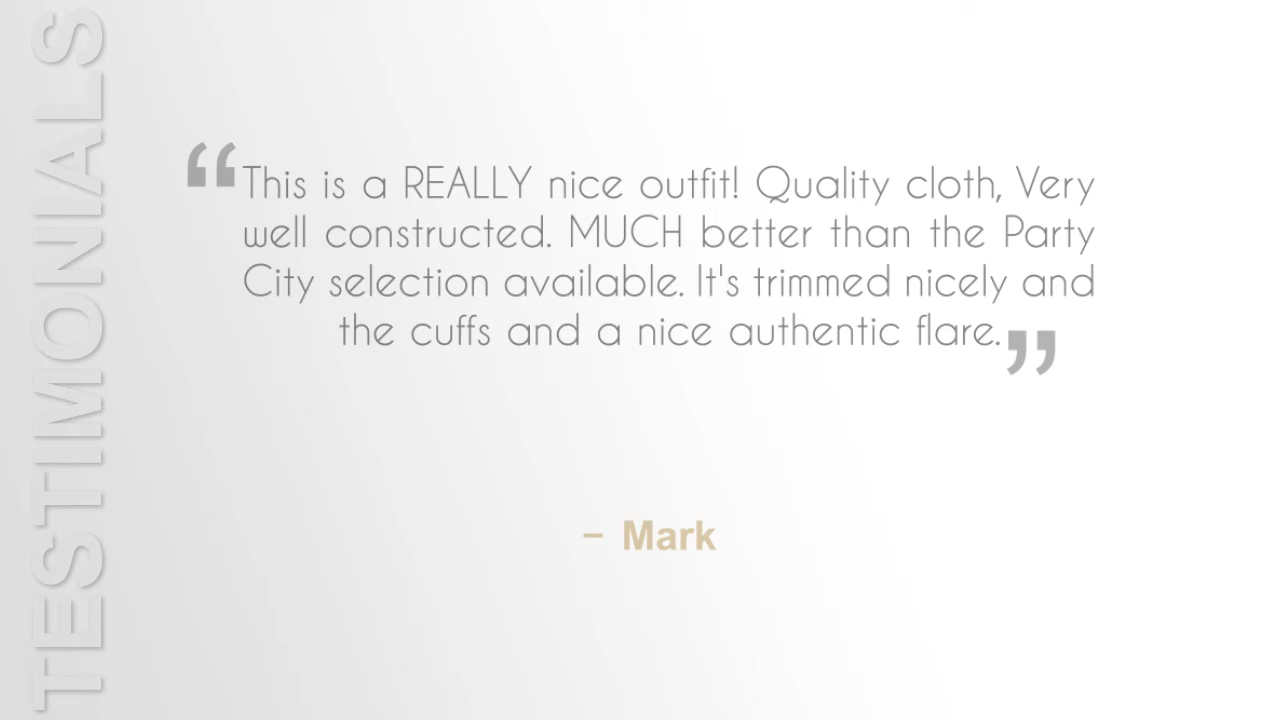 TESTIMONIALS
“This is a REALLY nice outfit! Quality cloth, Very
well constructed. MUCH better than the Party
City selection available. It's trimmed nicely and
the cuffs and a nice authentic flare.”
– Mark